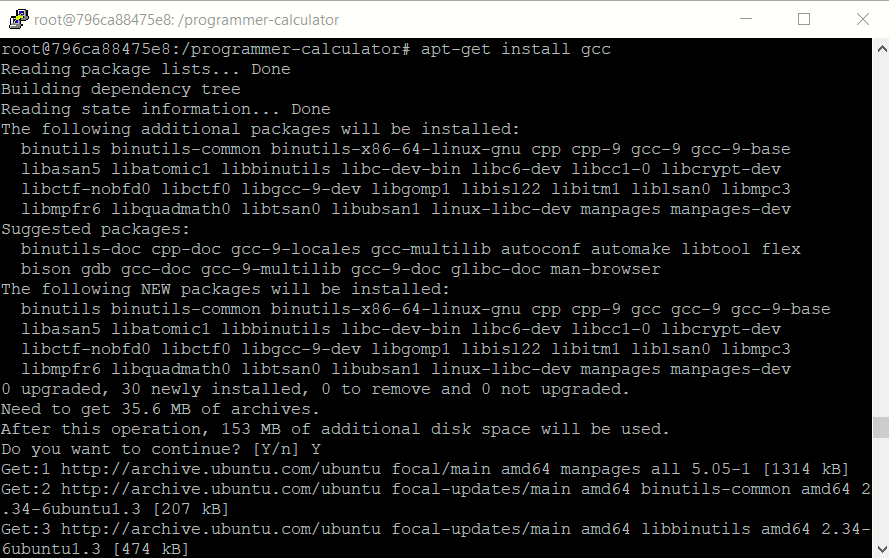 root@796ca88475e8: /programmer-calculator
root@796ca88475e8:/programmer-calculator# apt-get install gcc
Reading package lists... Done
Building dependency tree
Reading state information... Done
The following additional packages will be installed:
  binutils binutils-common binutils-x86-64-linux-gnu cpp cpp-9 gcc-9 gcc-9-base
  libasan5 libatomic1 libbinutils libc-dev-bin libc6-dev libcc1-0 libcrypt-dev
  libctf-nobfd0 libctf0 libgcc-9-dev libgomp1 libisl22 libitm1 liblsan0 libmpc3
  libmpfr6 libquadmath0 libtsan0 libubsan1 linux-libc-dev manpages manpages-dev
Suggested packages:
  binutils-doc cpp-doc gcc-9-locales gcc-multilib autoconf automake libtool flex
  bison gdb gcc-doc gcc-9-multilib gcc-9-doc glibc-doc man-browser
The following NEW packages will be installed:
  binutils binutils-common binutils-x86-64-linux-gnu cpp cpp-9 gcc gcc-9 gcc-9-base
  libasan5 libatomic1 libbinutils libc-dev-bin libc6-dev libcc1-0 libcrypt-dev
  libctf-nobfd0 libctf0 libgcc-9-dev libgomp1 libisl22 libitm1 liblsan0 libmpc3
  libmpfr6 libquadmath0 libtsan0 libubsan1 linux-libc-dev manpages manpages-dev
0 upgraded, 30 newly installed, 0 to remove and 0 not upgraded.
Need to get 35.6 MB of archives.
After this operation, 153 MB of additional disk space will be used.
Do you want to continue? [Y/n] Y
Get:1 http://archive.ubuntu.com/ubuntu focal/main amd64 manpages all 5.05-1 [1314 kB]
Get:2 http://archive.ubuntu.com/ubuntu focal-updates/main amd64 binutils-common amd64 2
.34-6ubuntu1.3 [207 kB]
Get:3 http://archive.ubuntu.com/ubuntu focal-updates/main amd64 libbinutils amd64 2.34-
6ubuntu1.3 [474 kB]